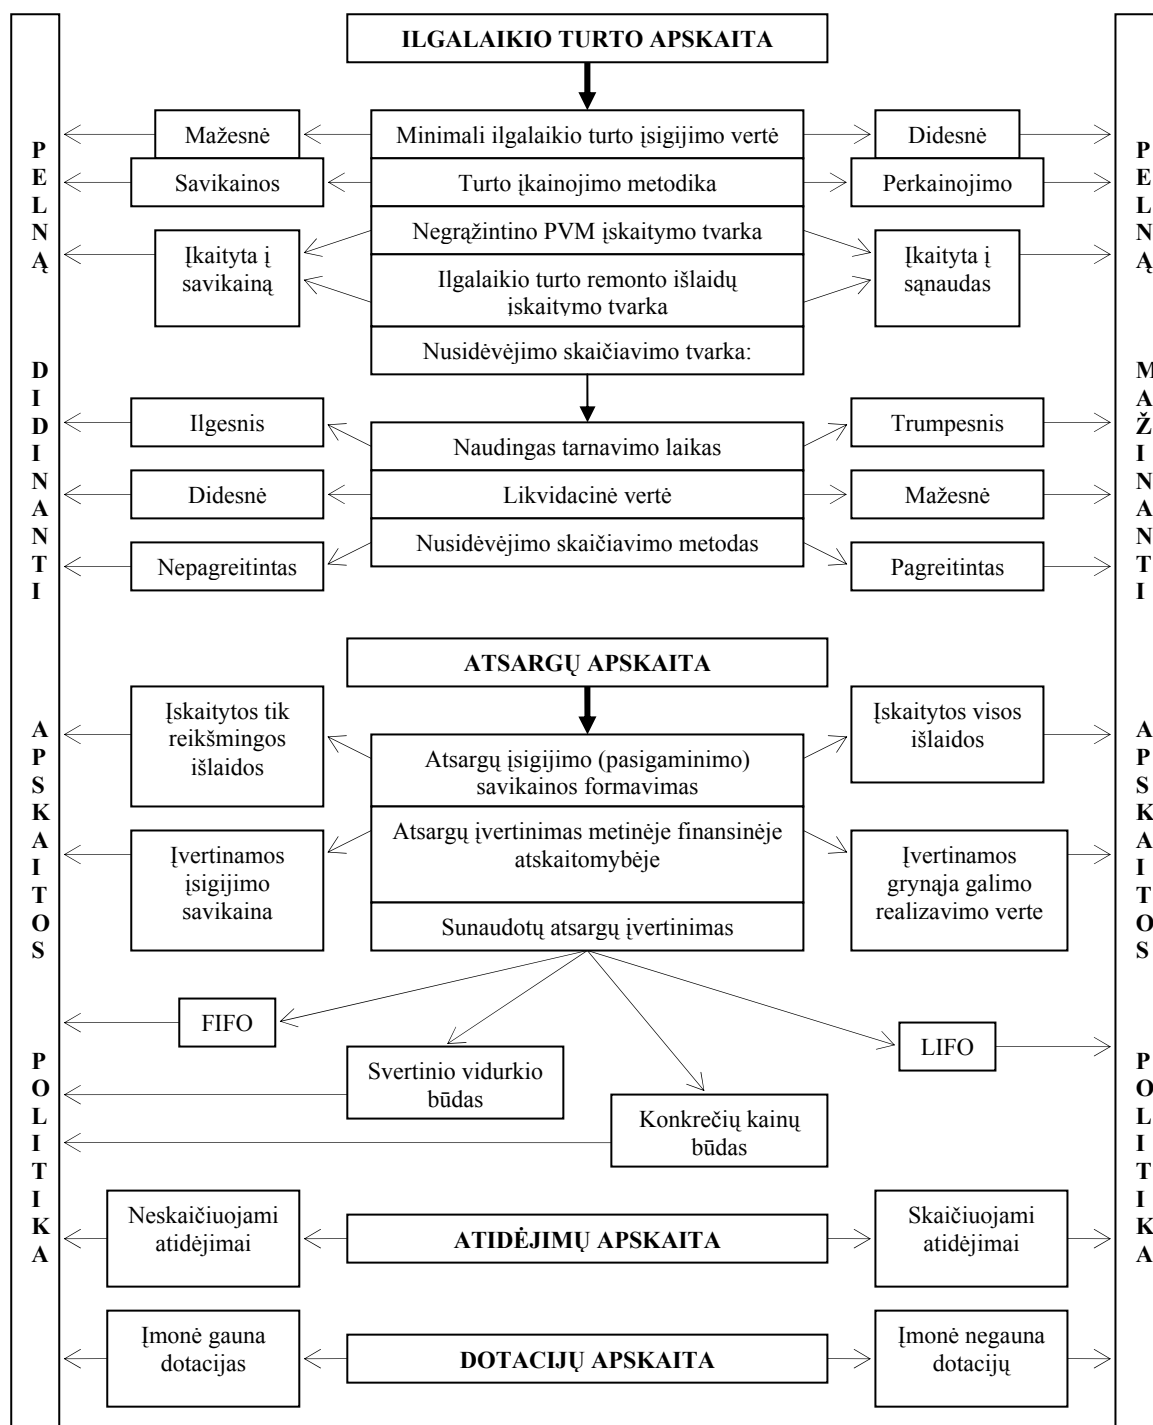 ILGALAIKIO TURTO APSKAITA
Mažesnė
Minimali ilgalaikio turto įsigijimo vertė
Didesnė
Savikainos
Turto įkainojimo metodika
Perkainojimo
Negrąžintino PVM įskaitymo tvarka
Įkaityta į
savikainą
Įkaityta į
sąnaudas
Ilgalaikio turto remonto išlaidų
įskaitymo tvarka
Nusidėvėjimo skaičiavimo tvarka:
Ilgesnis
Naudingas tarnavimo laikas
Trumpesnis
Didesnė
Likvidacinė vertė
Mažesnė
Nepagreitintas
Nusidėvėjimo skaičiavimo metodas
Pagreitintas
ATSARGŲ APSKAITA
Įskaitytos tik
reikšmingos
išlaidos
Atsargų įsigijimo (pasigaminimo)
savikainos formavimas
Įskaitytos visos
išlaidos
Įvertinamos
įsigijimo
savikaina
Atsargų įvertinimas metinėje finansinėje
atskaitomybėje
Įvertinamos
grynąja galimo
realizavimo verte
Sunaudotų atsargų įvertinimas
FIFO
Svertinio vidurkio
būdas
Konkrečių kainų
būdas
LIFO
Neskaičiuojami
atidėjimai
ATIDĖJIMŲ APSKAITA
Skaičiuojami
atidėjimai
Įmonė gauna
dotacijas
DOTACIJŲ APSKAITA
Įmonė negauna
dotacijų
PELNĄ DIDINANTI APSKAITOS POLITIKA
PELNĄ MAŽINANTI APSKAITOS POLITIKA